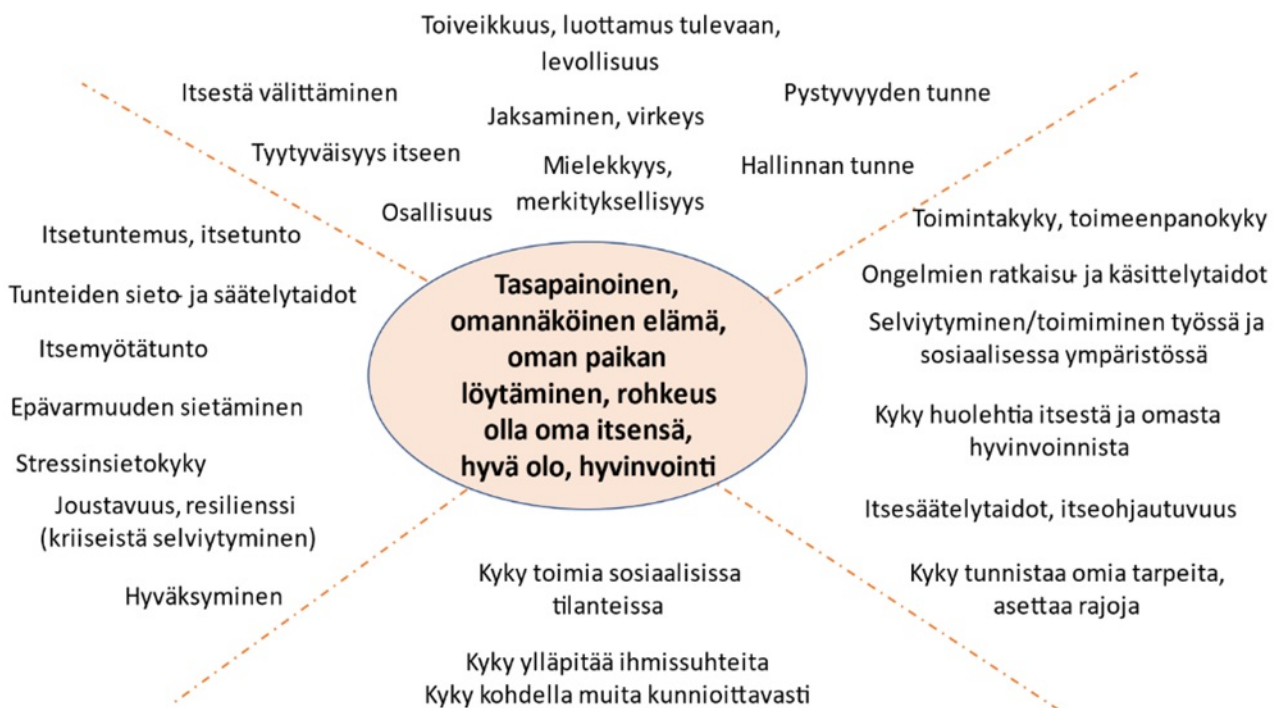 Toiveikkuus, luottamus tulevaan,
levollisuus
Itsestä välittäminen
Pystyvyyden tunne
Jaksaminen, virkeys
Tyytyväisyys itseen
Mielekkyys,
merkityksellisyys
Hallinnan tunne
Osallisuus
Itsetuntemus, itsetunto
Tunteiden sieto- ja säätelytaidot
Itsemyötätunto
Epävarmuuden sietäminen
Stressinsietokyky
Joustavuus, resilienssi
(kriiseistä selviytyminen)
Hyväksyminen
Tasapainoinen,
omannäköinen elämä,
oman paikan
löytäminen, rohkeus
olla oma itsensä,
hyvä olo, hyvinvointi
Toimintakyky, toimeenpanokyky
Ongelmien ratkaisu- ja käsittelytaidot
Selviytyminen/toimiminen työssä ja
sosiaalisessa ympäristössä
Kyky huolehtia itsestä ja omasta
hyvinvoinnista
Itsesäätelytaidot, itseohjautuvuus
Kyky tunnistaa omia tarpeita,
asettaa rajoja
Kyky toimia sosiaalisissa
tilanteissa
Kyky ylläpitää ihmissuhteita
Kyky kohdella muita kunnioittavasti